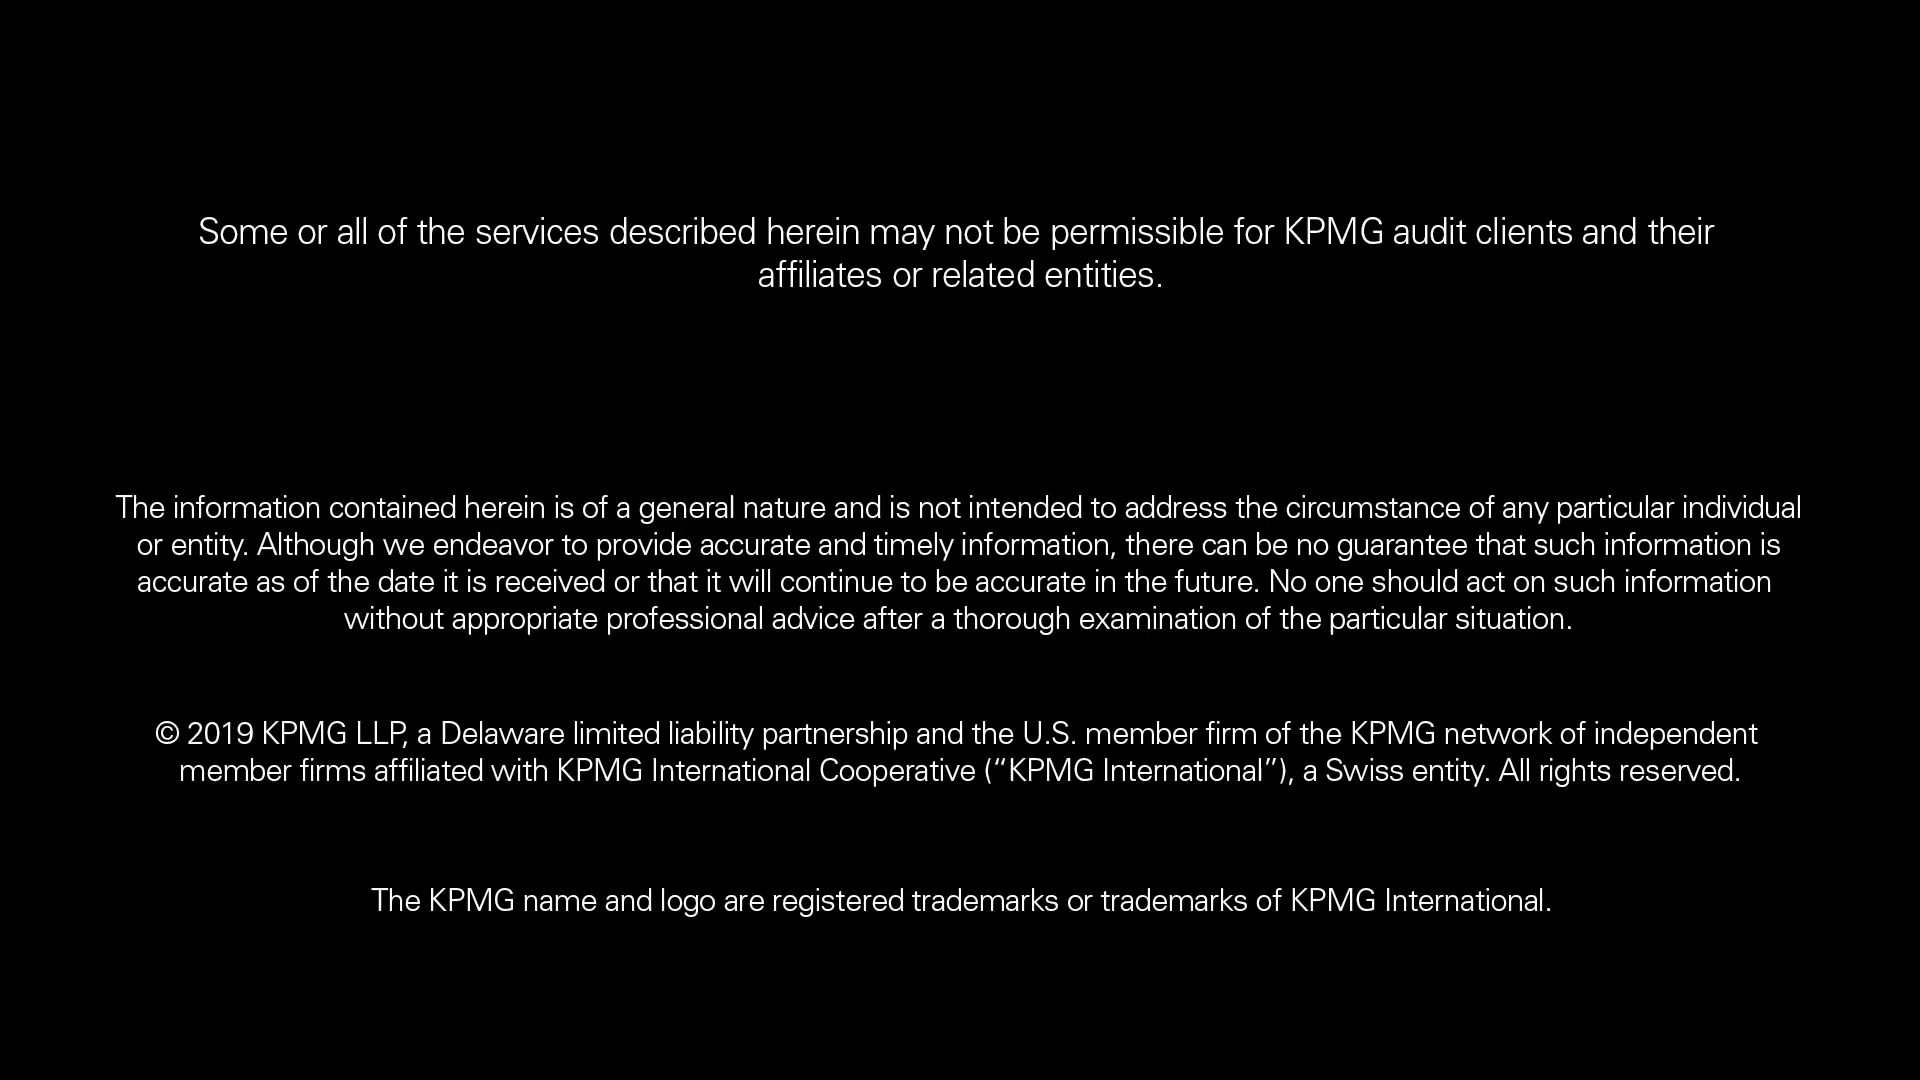 Some or all of the services described herein may not be permissible for KPMG audit clients and their
affiliates or related entities.
The information contained herein is of a general nature and is not intended to address the circumstance of any particular individual
or entity. Although we endeavor to provide accurate and timely information, there can be no guarantee that such information is
accurate as of the date it is received or that it will continue to be accurate in the future. No one should act on such information
without appropriate professional advice after a thorough examination of the particular situation.
© 2019 KPMG LLP, a Delaware limited liability partnership and the U.S. member firm of the KPMG network of independent
member firms affiliated with KPMG International Cooperative (“KPMG International”), a Swiss entity. All rights reserved.
The KPMG name and logo are registered trademarks or trademarks of KPMG International.